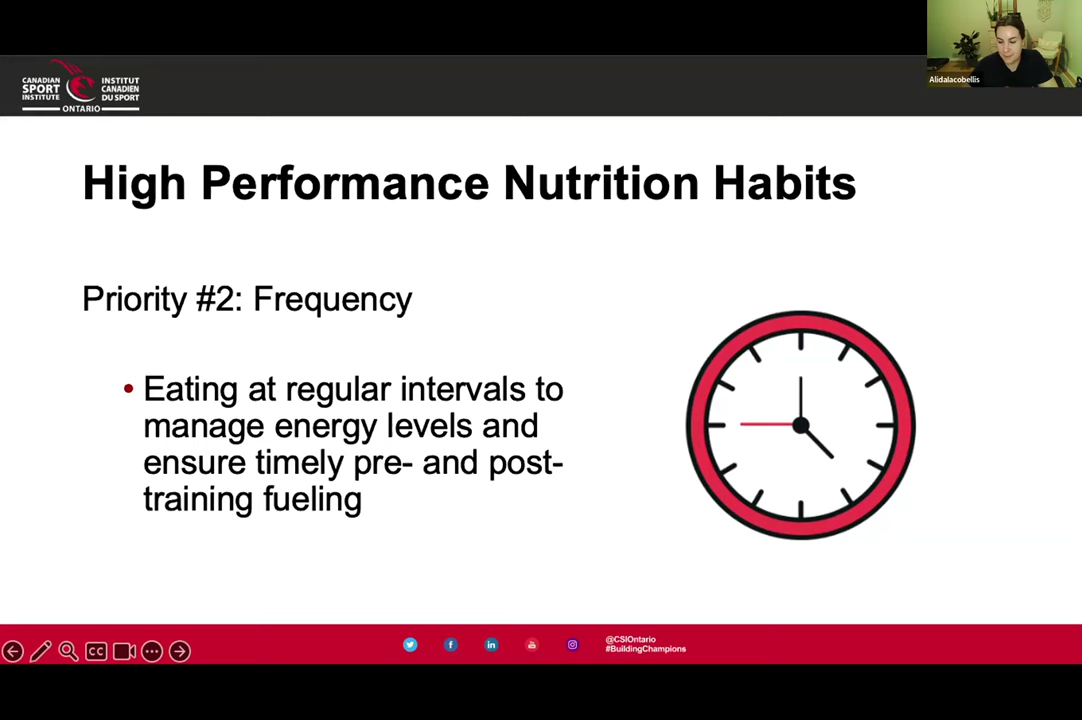 CANADIAN
SPORT
INSTITUTE
INSTITUT
CANADIEN
DU SPORT
ONTARIO
AlidaIacobellis
High Performance Nutrition Habits
Priority #2: Frequency
• Eating at regular intervals to
manage energy levels and
ensure timely pre- and post-
training fueling
CC
@CSIOntario
#BuildingChampions